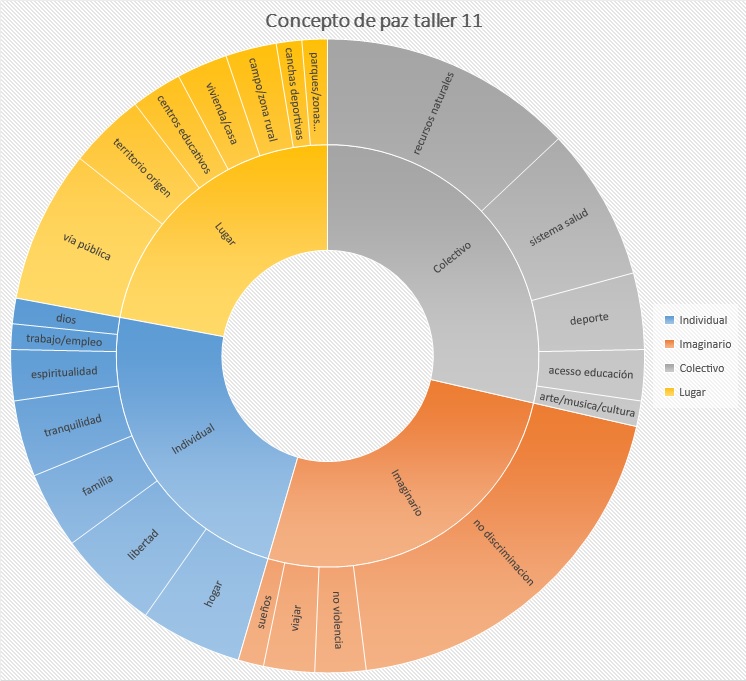 Concepto de paz taller 11
recursos naturales
sistema salud
deporte
acesso educación
arte/musica/cultura
Colectivo
no discriminacion
no violencia
viajar
sueños
Imaginario
hogar
libertad
familia
tranquilidad
espiritualidad
trabajo/empleo
dios
Individual
vía pública
territorio origen
centros educativos
vivienda/casa
campo/zona rural
canchas deportivas
parques/zonas...
Lugar
Individual
Imaginario
Colectivo
Lugar